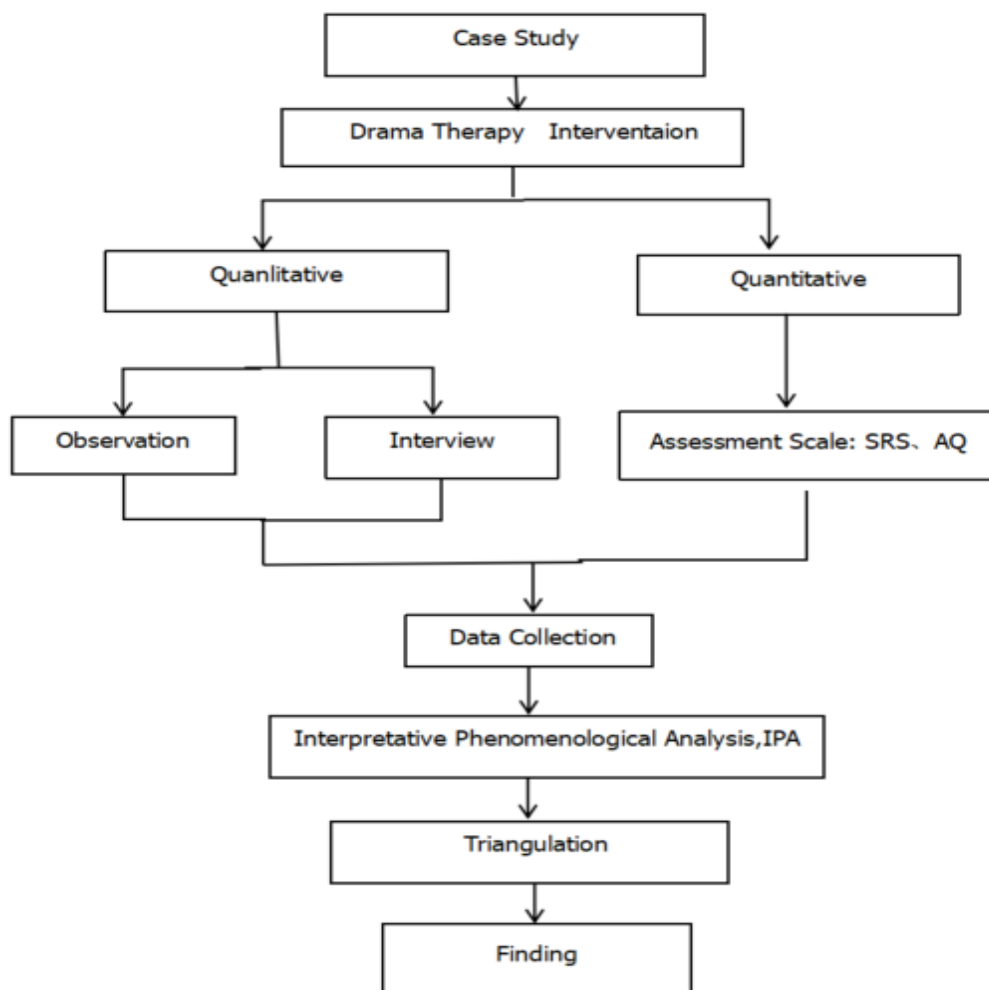 Case Study
Drama Therapy Interventaion
Quanlitative
Quantitative
Observation
Interview
Assessment Scale: SRS、AQ
Data Collection
Interpretative Phenomenological Analysis,IPA
Triangulation
Finding